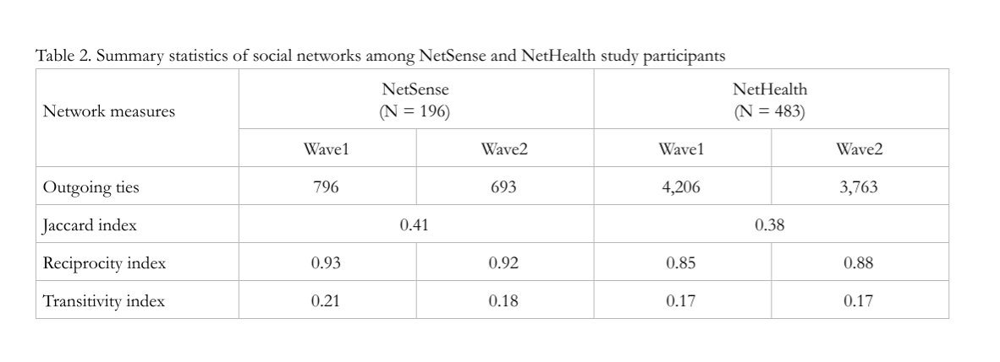 Table 2. Summary statistics of social networks among NetSense and NetHealth study participants
Network measures
NetSense
(N = 196)
NetHealth
(N = 483)
Wave1 Wave2 Wave1 Wave2
Outgoing ties 796 693 4,206 3,763
Jaccard index 0.41 0.38
Reciprocity index 0.93 0.92 0.85 0.88
Transitivity index 0.21 0.18 0.17 0.17